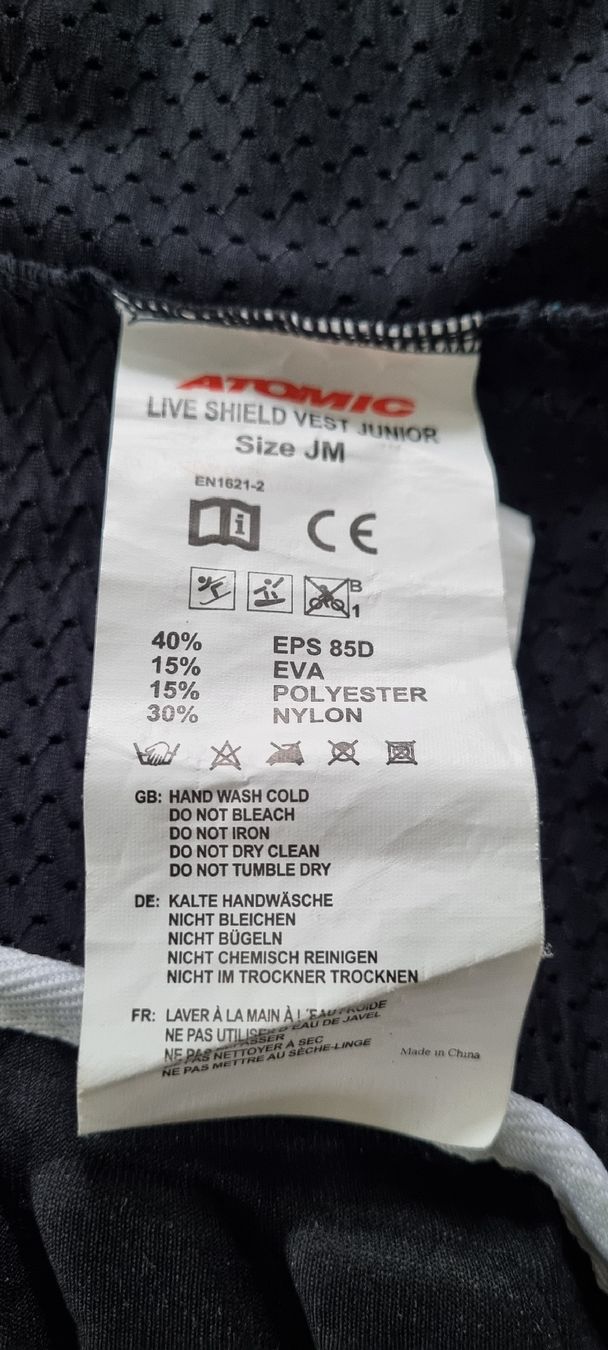 ATOMIC
LIVE SHIELD VEST JUNIOR
Size JM
EN1621-2
i CE
B
1
40% EPS 85D
15% EVA
15% POLYESTER
30% NYLON
GB: HAND WASH COLD
DO NOT BLEACH
DO NOT IRON
DO NOT DRY CLEAN
DO NOT TUMBLE DRY
DE: KALTE HANDWÄSCHE
NICHT BLEICHEN
NICHT BÜGELN
NICHT CHEMISCH REINIGEN
NICHT IM TROCKNER TROCKNEN
FR: LAVER À LA MAIN À L'EAU FROIDE
NE PAS UTILISER D'EAU DE JAVEL
NE PAS NETTOYER À SEC
NE PAS METTRE AU SÈCHE-LINGE
Made in China